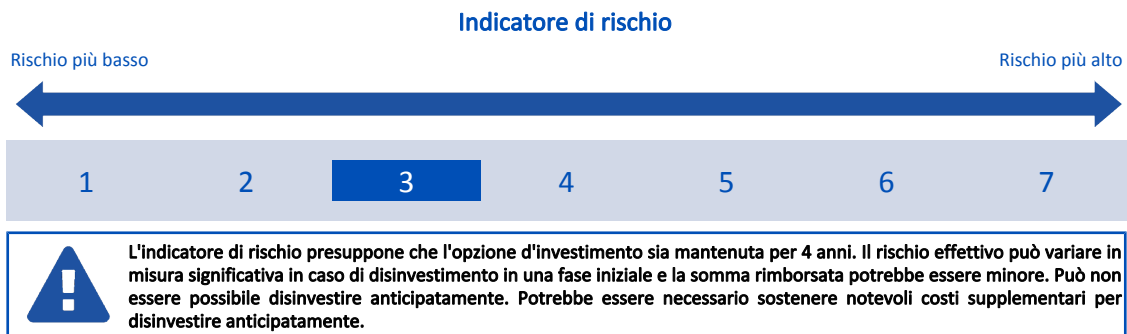 Indicatore di rischio
Rischio più basso
Rischio più alto
1 2 3 4 5 6 7
L'indicatore di rischio presuppone che l'opzione d'investimento sia mantenuta per 4 anni. Il rischio effettivo può variare in
misura significativa in caso di disinvestimento in una fase iniziale e la somma rimborsata potrebbe essere minore. Può non
essere possibile disinvestire anticipatamente. Potrebbe essere necessario sostenere notevoli costi supplementari per
disinvestire anticipatamente.